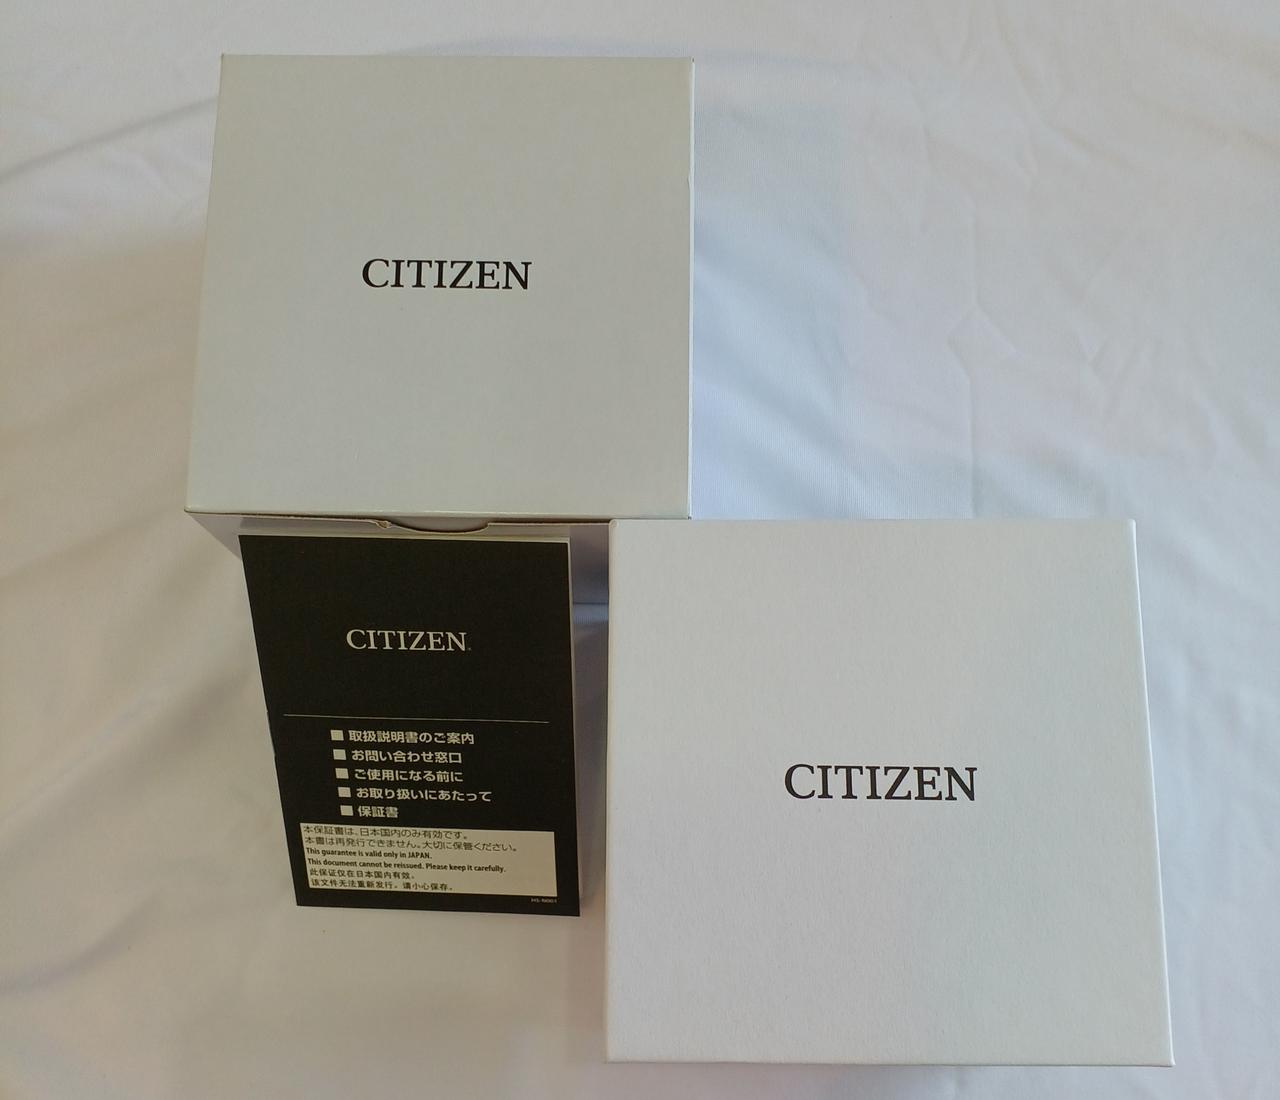 CITIZEN
CITIZEN
■ 取扱説明書のご案内
■ お問い合わせ窓口
■ ご使用になる前に
■ お取り扱いにあたって
■ 保証書
本保証書は、日本国内のみ有効です。
本書は再発行できません。大切に保管ください。
This guarantee is valid only in JAPAN.
This document cannot be reissued. Please keep it carefully.
此保证仅在日本国内有效。
该文件无法重新发行。请小心保存。
CITIZEN